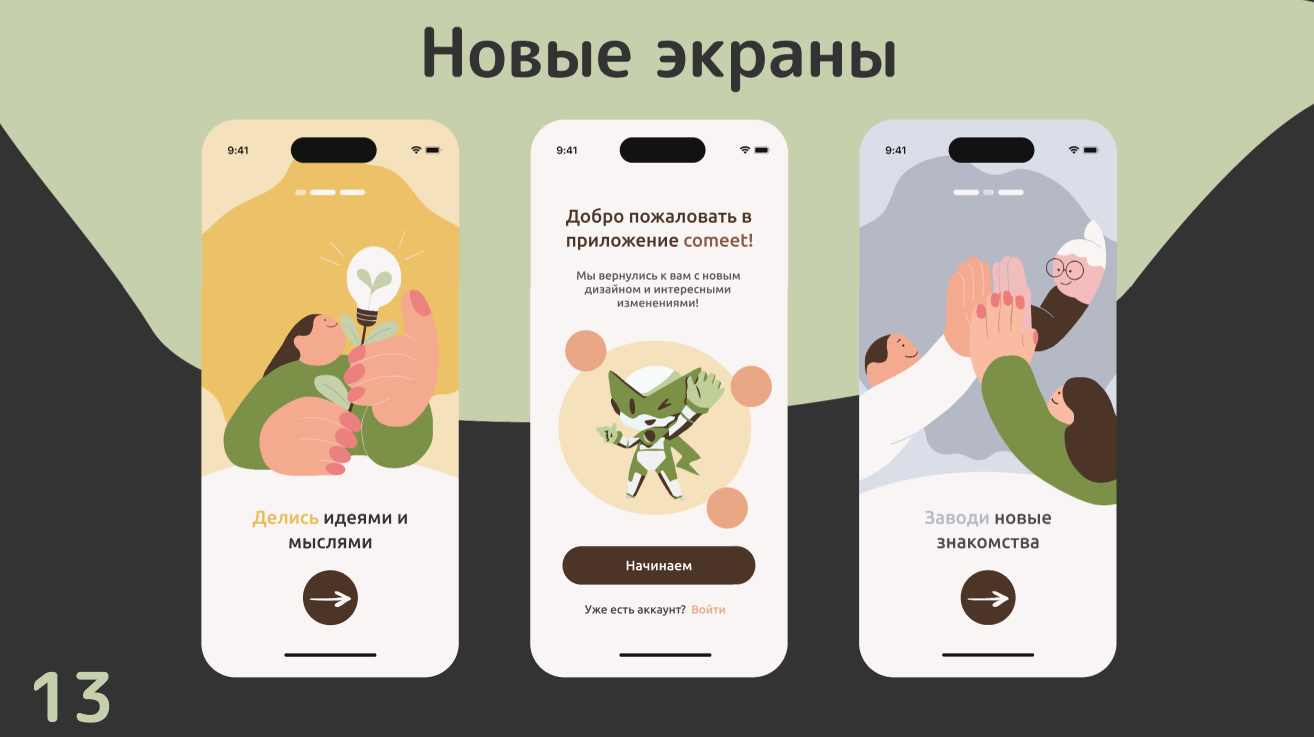 Новые экраны
9:41
Делись идеями и
мыслями
9:41
Добро пожаловать в
приложение comeet!
Мы вернулись к вам с новым
дизайном и интересными
изменениями!
Начинаем
Уже есть аккаунт? Войти
9:41
Заводи новые
знакомства
13